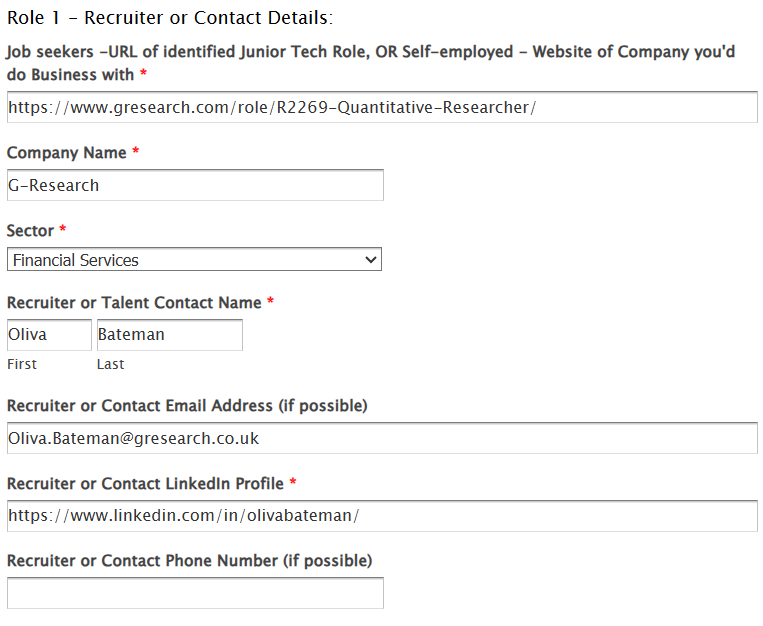 Role 1 - Recruiter or Contact Details:
Job seekers -URL of identified Junior Tech Role, OR Self-employed - Website of Company you'd
do Business with *
https://www.gresearch.com/role/R2269-Quantitative-Researcher/
Company Name *
G-Research
Sector *
Financial Services
Recruiter or Talent Contact Name *
Oliva Bateman
First Last
Recruiter or Contact Email Address (if possible)
Oliva.Bateman@gresearch.co.uk
Recruiter or Contact LinkedIn Profile *
https://www.linkedin.com/in/olivabateman/
Recruiter or Contact Phone Number (if possible)